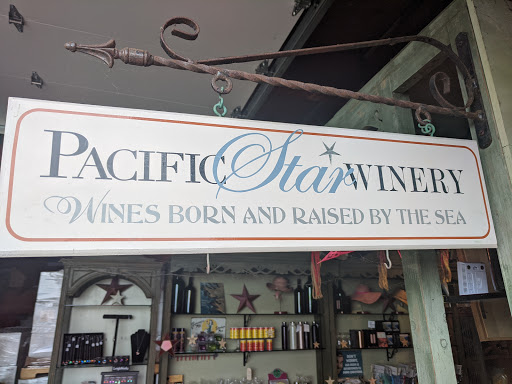 Pacific Star Winery
Wines born and raised by the sea